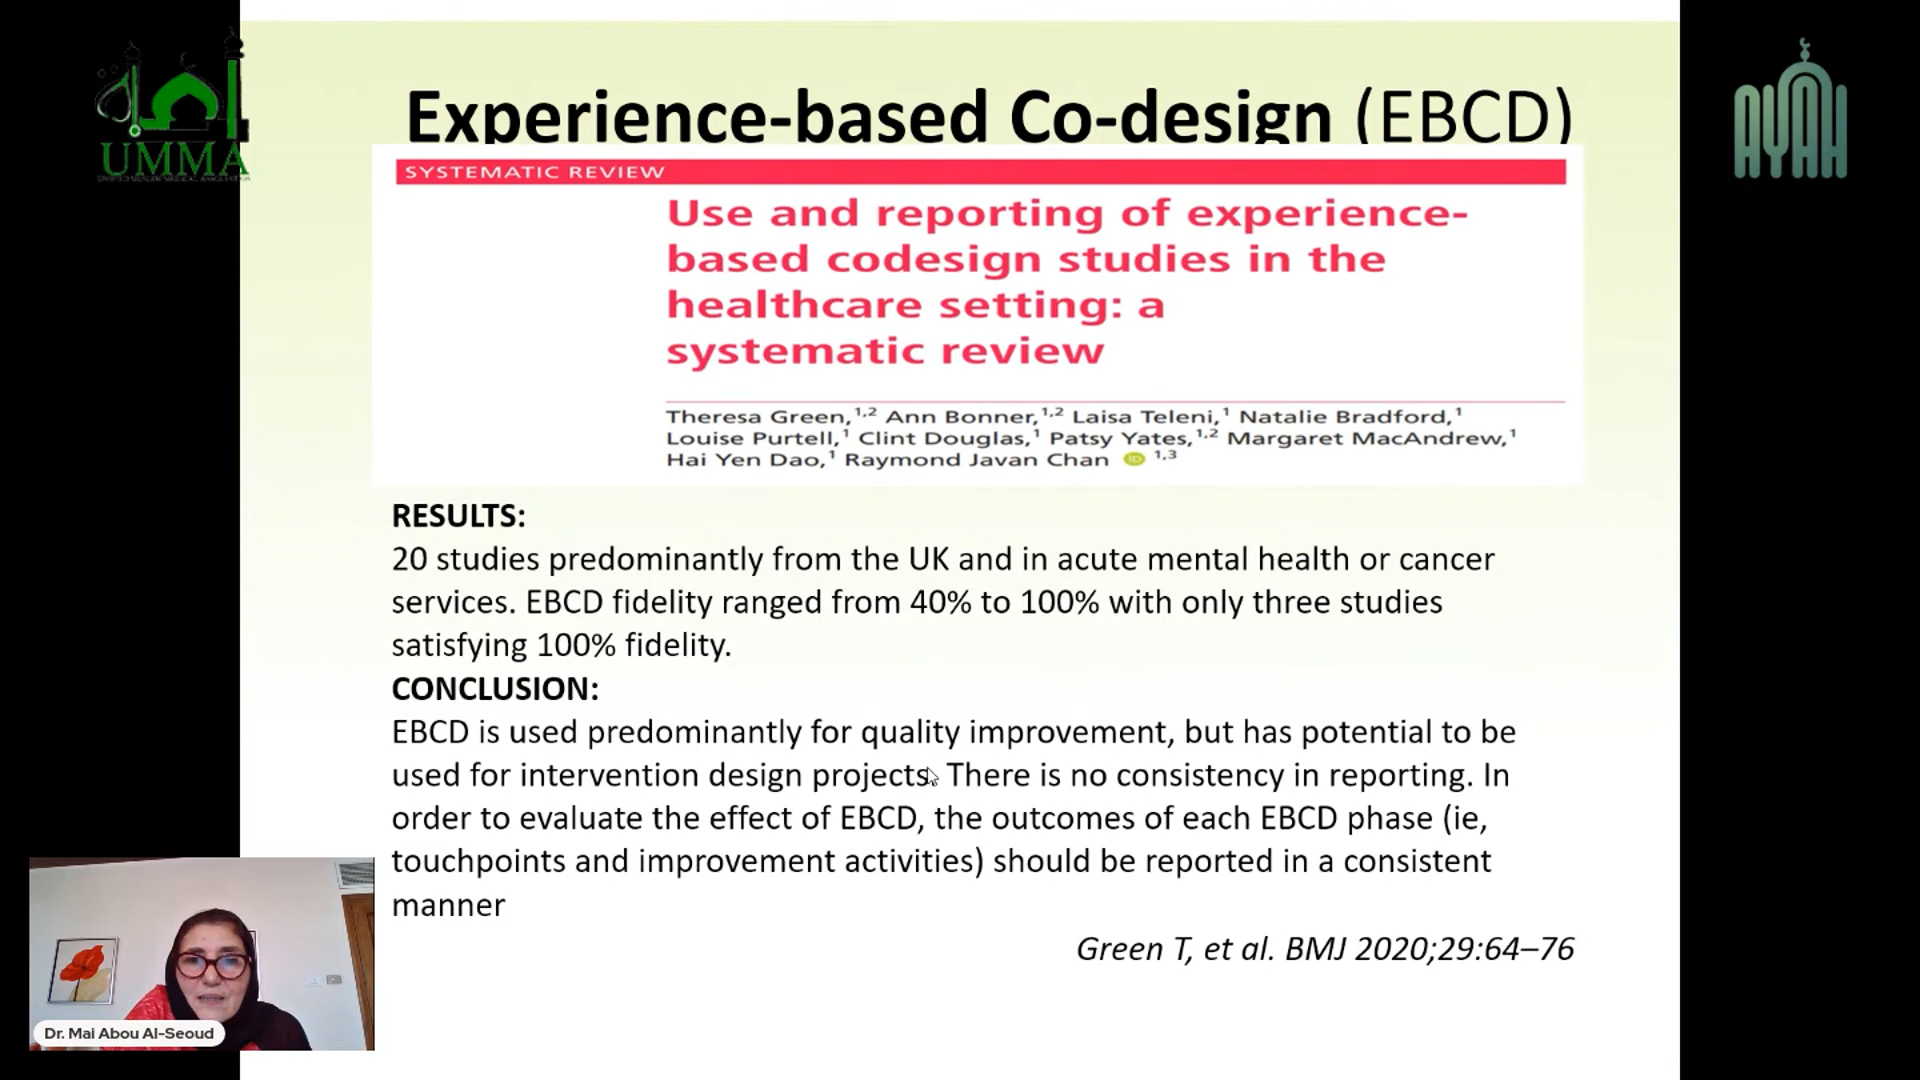 UMMA
AYAH
Experience-based Co-design (EBCD)
SYSTEMATIC REVIEW
Use and reporting of experience-
based codesign studies in the
healthcare setting: a
systematic review
Theresa Green,1,2 Ann Bonner,1,2 Laisa Teleni,1 Natalie Bradford,1
Louise Purtell,1 Clint Douglas,1 Patsy Yates,1,2 Margaret MacAndrew,1
Hai Yen Dao,1 Raymond Javan Chan iD 1,3
RESULTS:
20 studies predominantly from the UK and in acute mental health or cancer
services. EBCD fidelity ranged from 40% to 100% with only three studies
satisfying 100% fidelity.
CONCLUSION:
EBCD is used predominantly for quality improvement, but has potential to be
used for intervention design projects. There is no consistency in reporting. In
order to evaluate the effect of EBCD, the outcomes of each EBCD phase (ie,
touchpoints and improvement activities) should be reported in a consistent
manner
Green T, et al. BMJ 2020;29:64–76
Dr. Mai Abou Al-Seoud